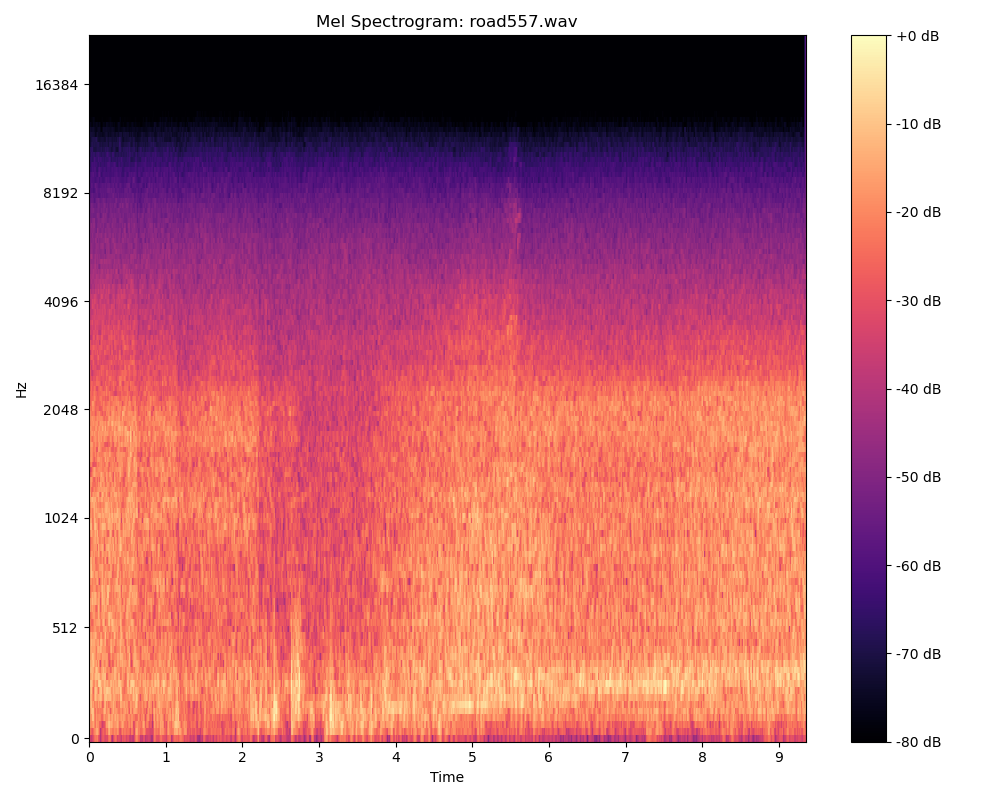 Mel Spectrogram: road557.wav
+0 dB
16384
-10 dB
8192
-20 dB
4096
-30 dB
Hz
2048
-40 dB
1024
-50 dB
512
-60 dB
-70 dB
0
-80 dB
0 1 2 3 4 5 6 7 8 9
Time